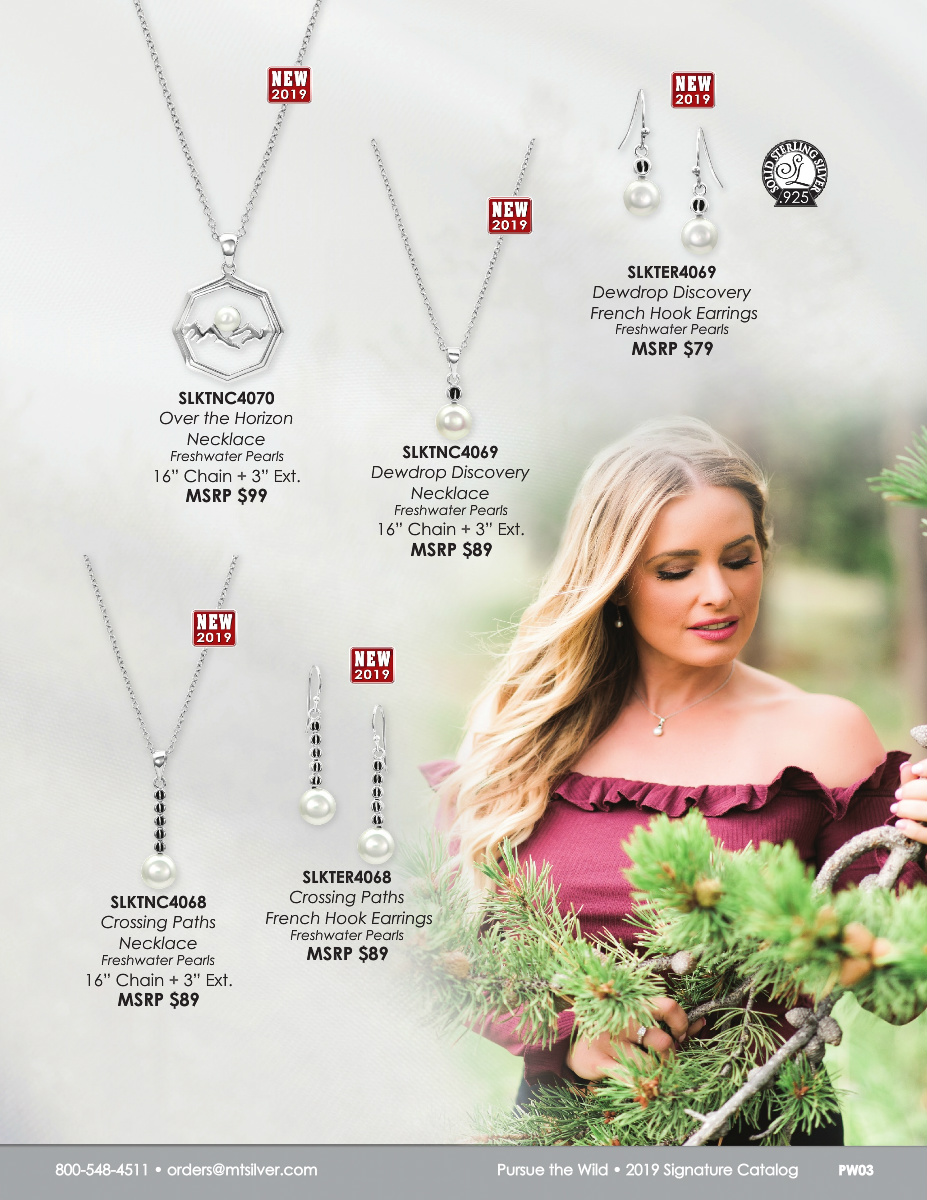 NEW
2019
SLKTNC4070
Over the Horizon
Necklace
Freshwater Pearls
16” Chain + 3” Ext.
MSRP $99
NEW
2019
SLKTNC4069
Dewdrop Discovery
Necklace
Freshwater Pearls
16” Chain + 3” Ext.
MSRP $89
NEW
2019
SOLID STERLING SILVER
SL
.925
SLKTER4069
Dewdrop Discovery
French Hook Earrings
Freshwater Pearls
MSRP $79
NEW
2019
SLKTNC4068
Crossing Paths
Necklace
Freshwater Pearls
16” Chain + 3” Ext.
MSRP $89
NEW
2019
SLKTER4068
Crossing Paths
French Hook Earrings
Freshwater Pearls
MSRP $89
800-548-4511 • orders@mtsilver.com
Pursue the Wild • 2019 Signature Catalog PW03